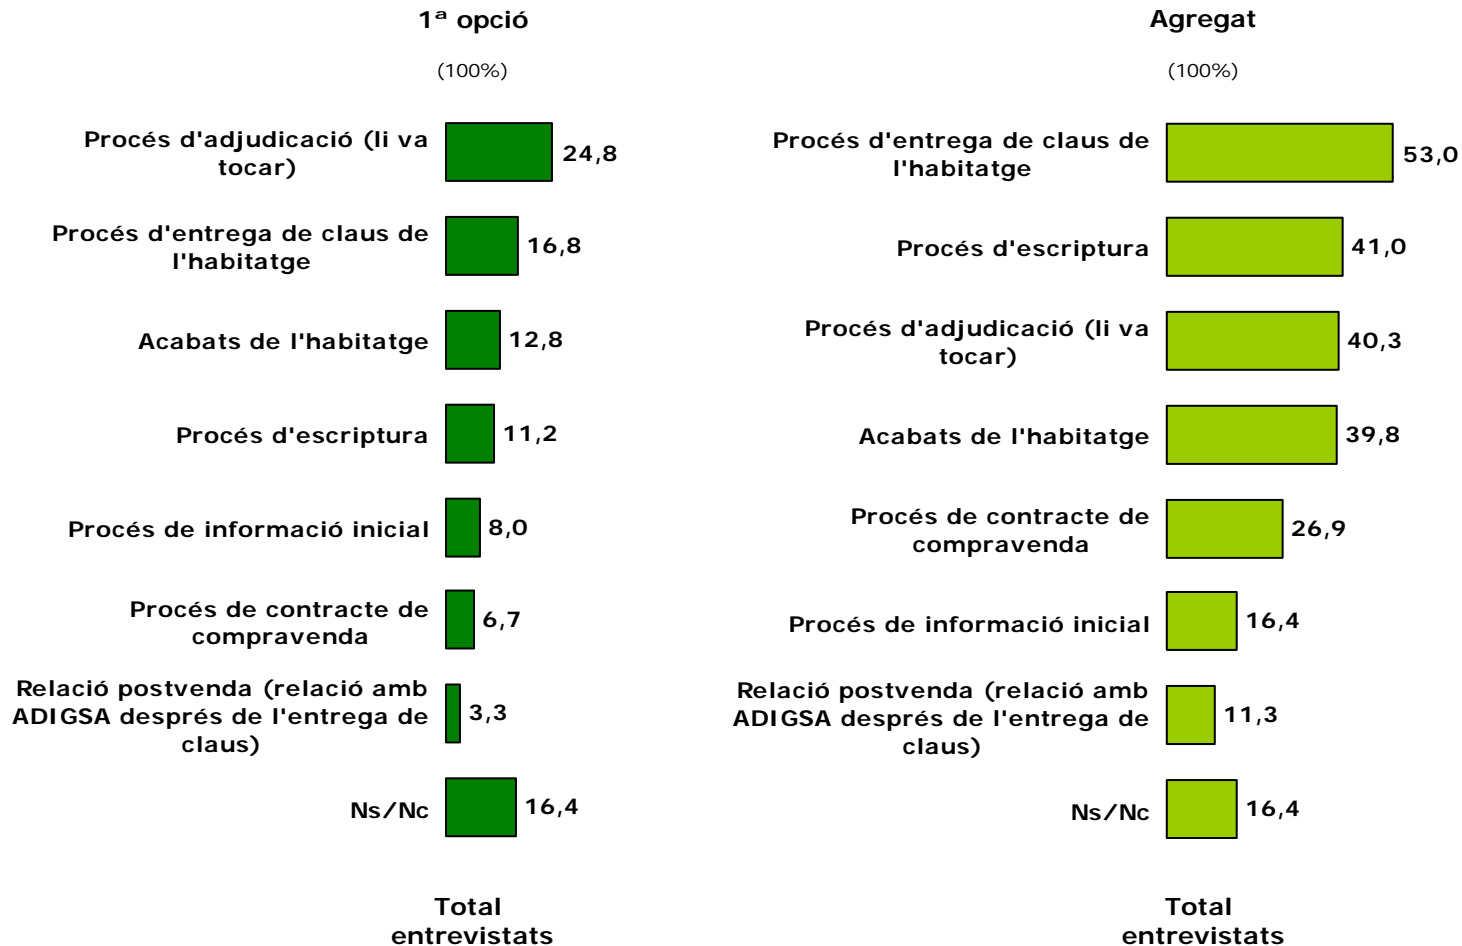 1ª opció
(100%)
Procés d'adjudicació (li va
tocar)
24,8
Procés d'entrega de claus de
l'habitatge
16,8
Acabats de l'habitatge
12,8
Procés d'escriptura
11,2
Procés de informació inicial
8,0
Procés de contracte de
compravenda
6,7
Relació postvenda (relació amb
ADIGSA després de l'entrega de
claus)
3,3
Ns/Nc
16,4
Total
entrevistats
Agregat
(100%)
Procés d'entrega de claus de
l'habitatge
53,0
Procés d'escriptura
41,0
Procés d'adjudicació (li va
tocar)
40,3
Acabats de l'habitatge
39,8
Procés de contracte de
compravenda
26,9
Procés de informació inicial
16,4
Relació postvenda (relació amb
ADIGSA després de l'entrega de
claus)
11,3
Ns/Nc
16,4
Total
entrevistats